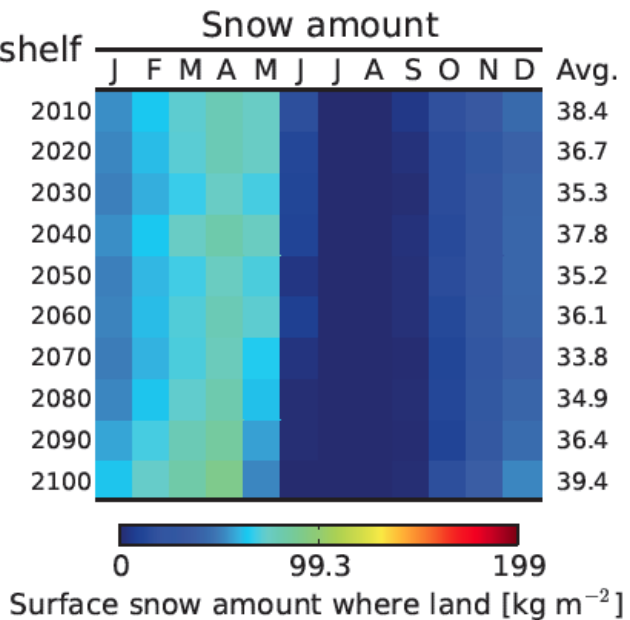 Snow amount
shelf
J F M A M J J A S O N D Avg.
2010 38.4
2020 36.7
2030 35.3
2040 37.8
2050 35.2
2060 36.1
2070 33.8
2080 34.9
2090 36.4
2100 39.4
0 99.3 199
Surface snow amount where land [kg m⁻²]